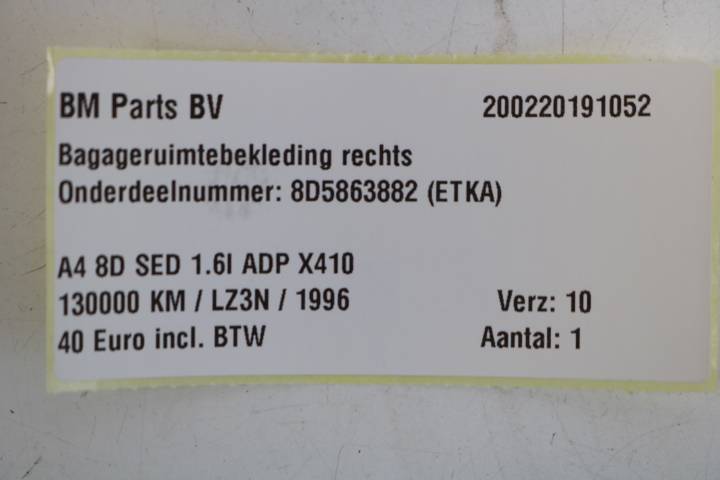 BM Parts BV 200220191052
Bagageruimtebekleding rechts
Onderdeelnummer: 8D5863882 (ETKA)
A4 8D SED 1.6I ADP X410
130000 KM / LZ3N / 1996 Verz: 10
40 Euro incl. BTW Aantal: 1